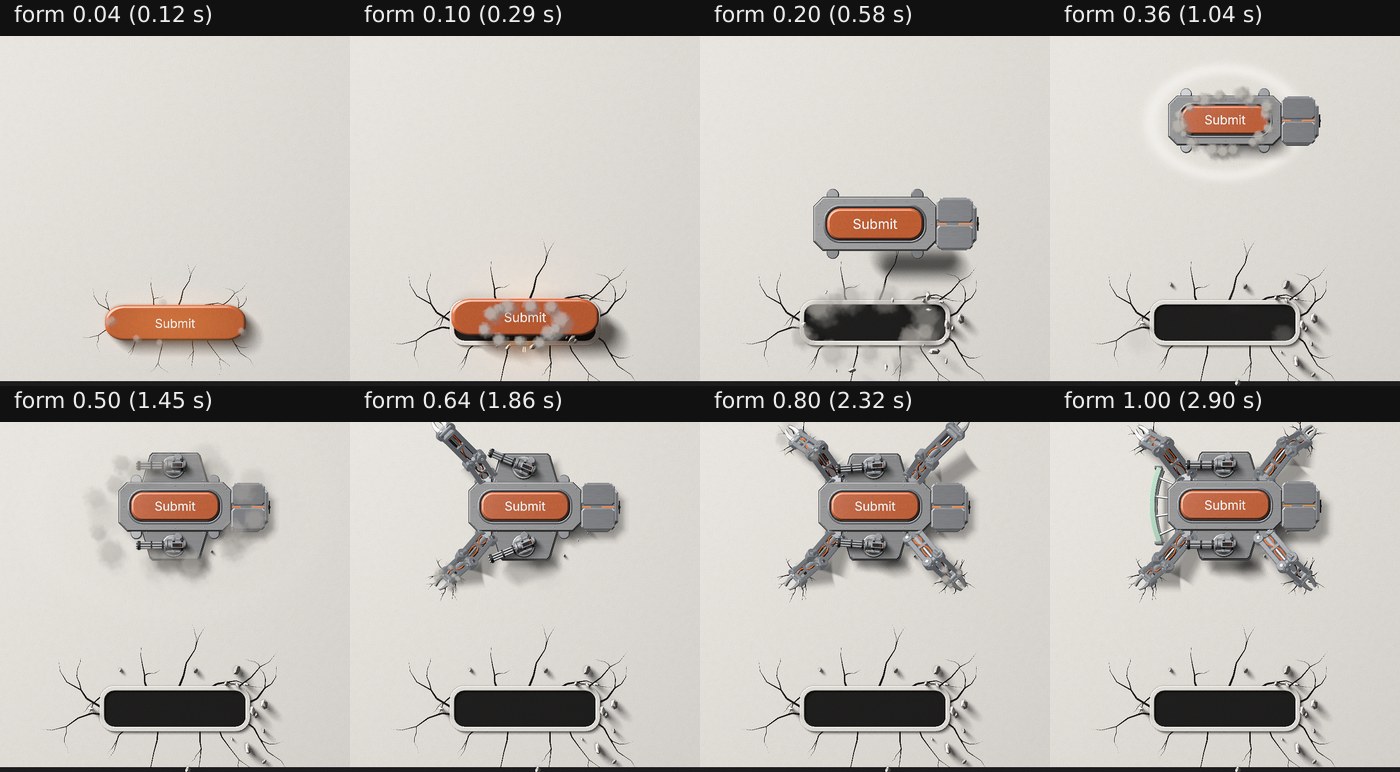 form 0.04 (0.12 s)
form 0.10 (0.29 s)
form 0.20 (0.58 s)
form 0.36 (1.04 s)
Submit
Submit
Submit
Submit
form 0.50 (1.45 s)
form 0.64 (1.86 s)
form 0.80 (2.32 s)
form 1.00 (2.90 s)
Submit
Submit
Submit
Submit